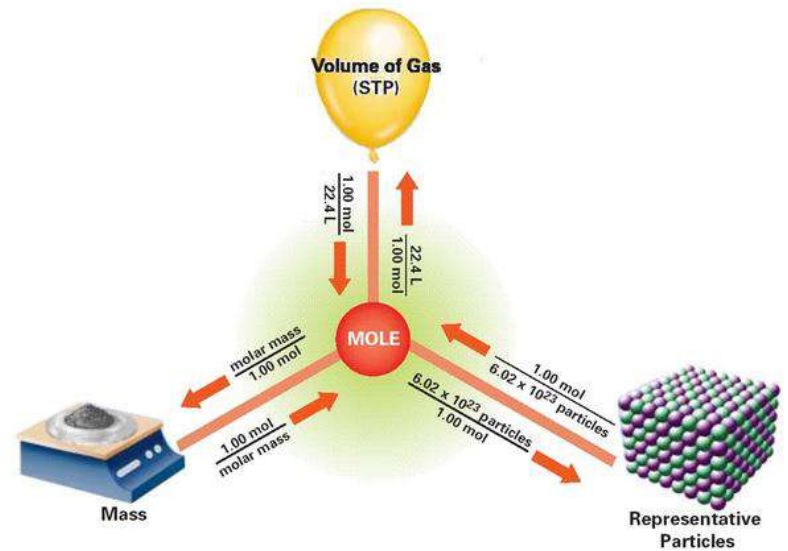 Volume of Gas
(STP)
1.00 mol
22.4 L
22.4 L
1.00 mol
MOLE
molar mass
1.00 mol
1.00 mol
molar mass
1.00 mol
6.02 x 10²³ particles
6.02 x 10²³ particles
1.00 mol
Mass
Representative
Particles